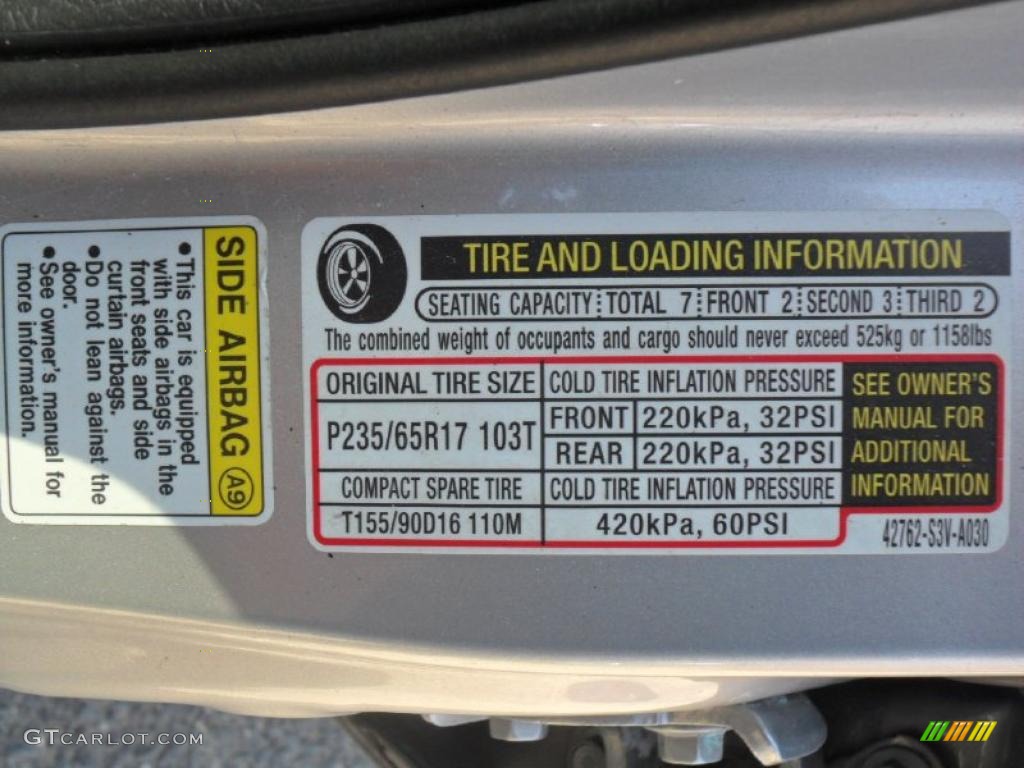 SIDE AIRBAG A9
• This car is equipped
with side airbags in the
front seats and side
curtain airbags.
• Do not lean against the
door.
• See owner's manual for
more information.
TIRE AND LOADING INFORMATION
SEATING CAPACITY TOTAL 7 FRONT 2 SECOND 3 THIRD 2
The combined weight of occupants and cargo should never exceed 525kg or 1158lbs
ORIGINAL TIRE SIZE COLD TIRE INFLATION PRESSURE
P235/65R17 103T
FRONT 220kPa, 32PSI
REAR 220kPa, 32PSI
COMPACT SPARE TIRE COLD TIRE INFLATION PRESSURE
T155/90D16 110M 420kPa, 60PSI
SEE OWNER'S
MANUAL FOR
ADDITIONAL
INFORMATION
42762-S3V-A030
GTCARLOT.COM